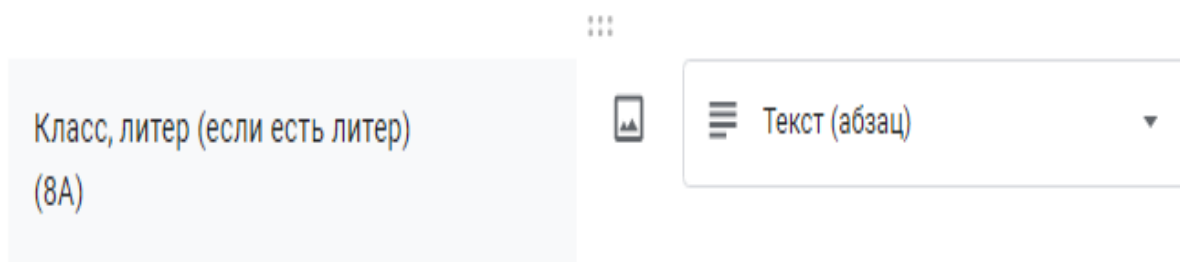 Класс, литер (если есть литер)
(8А)
Текст (абзац)